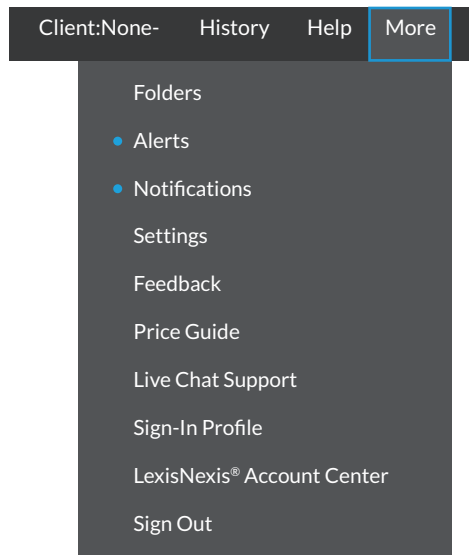 Client:None- History Help More
Folders
Alerts
Notifications
Settings
Feedback
Price Guide
Live Chat Support
Sign-In Profile
LexisNexis® Account Center
Sign Out